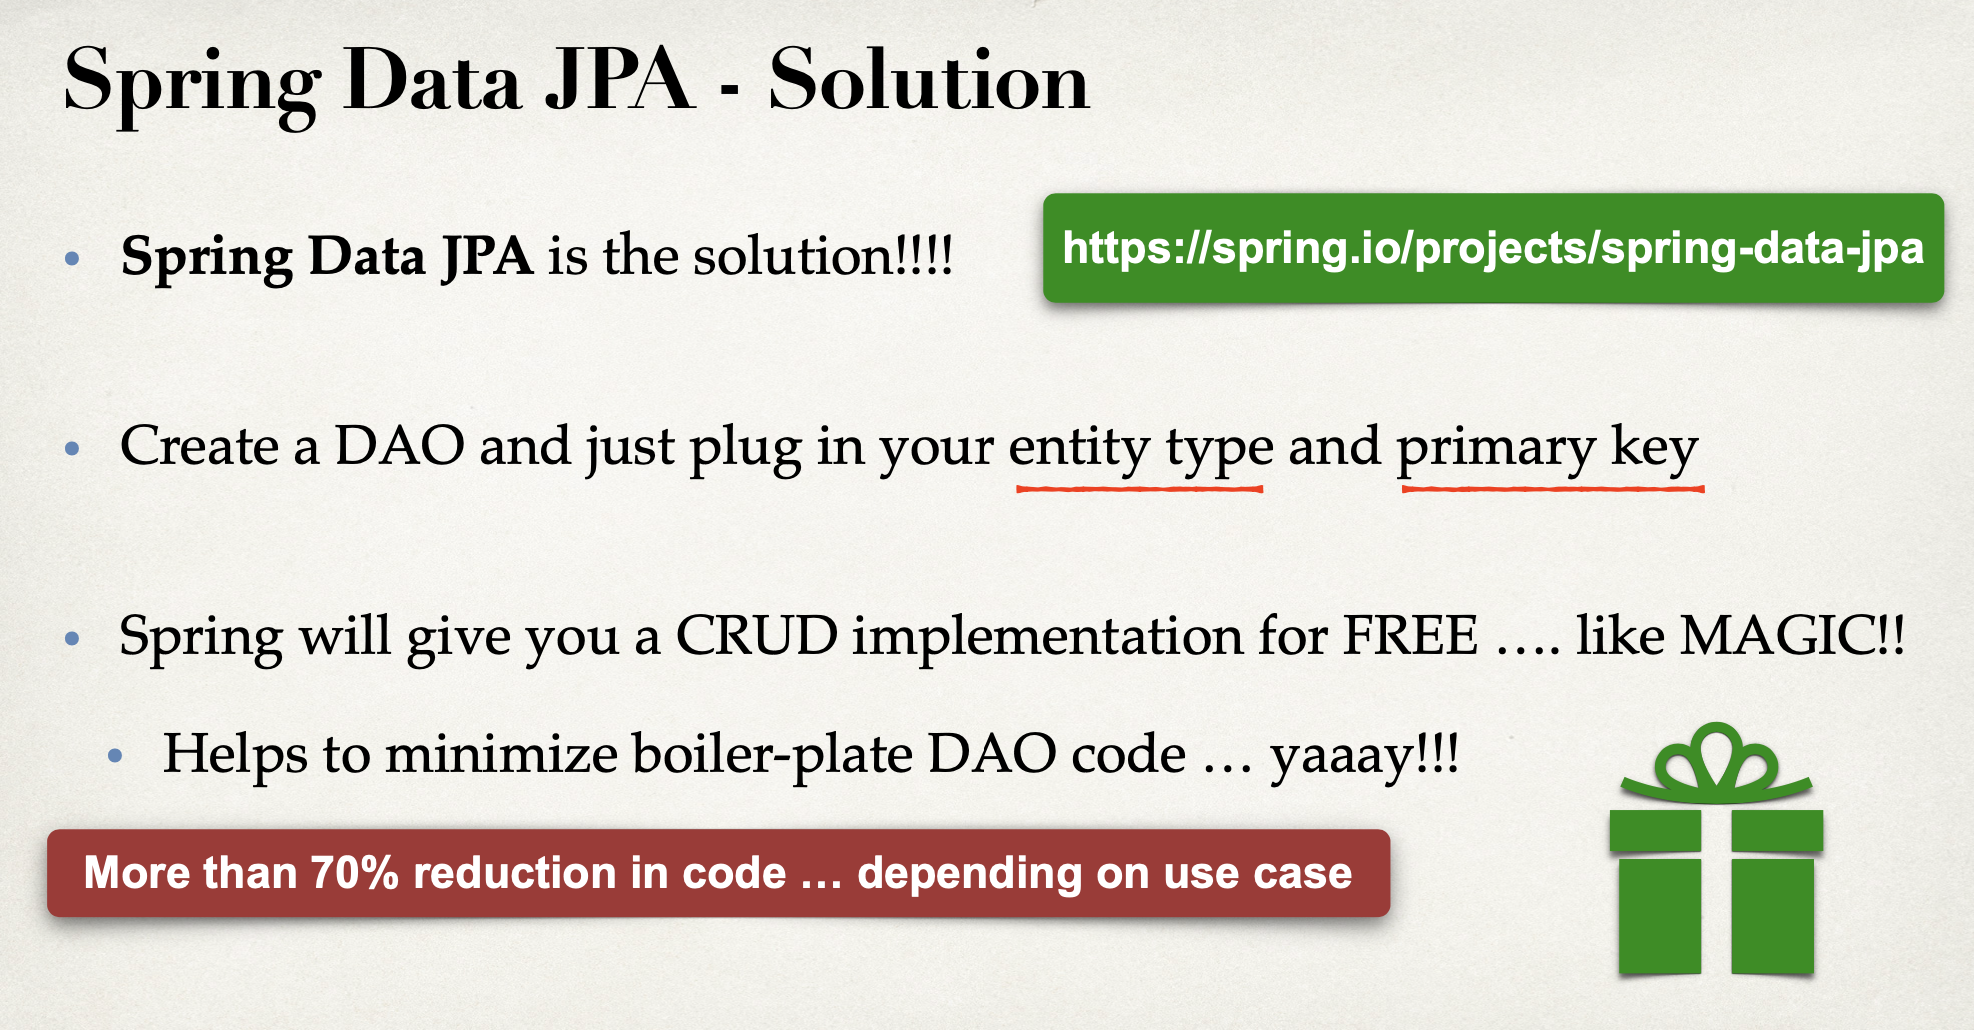 Spring Data JPA - Solution
Spring Data JPA is the solution!!!!
https://spring.io/projects/spring-data-jpa
Create a DAO and just plug in your entity type and primary key
Spring will give you a CRUD implementation for FREE …. like MAGIC!!
Helps to minimize boiler-plate DAO code … yaaay!!!
More than 70% reduction in code … depending on use case